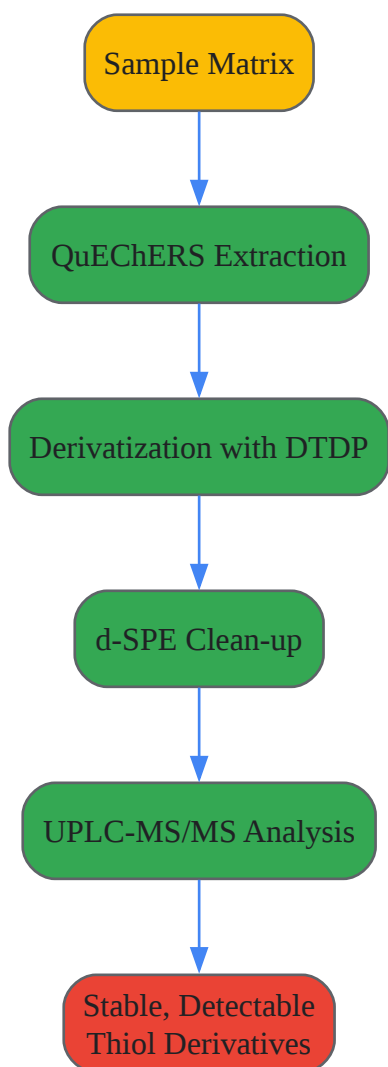 Sample Matrix
QuEChERS Extraction
Derivatization with DTDP
d-SPE Clean-up
UPLC-MS/MS Analysis
Stable, Detectable
Thiol Derivatives